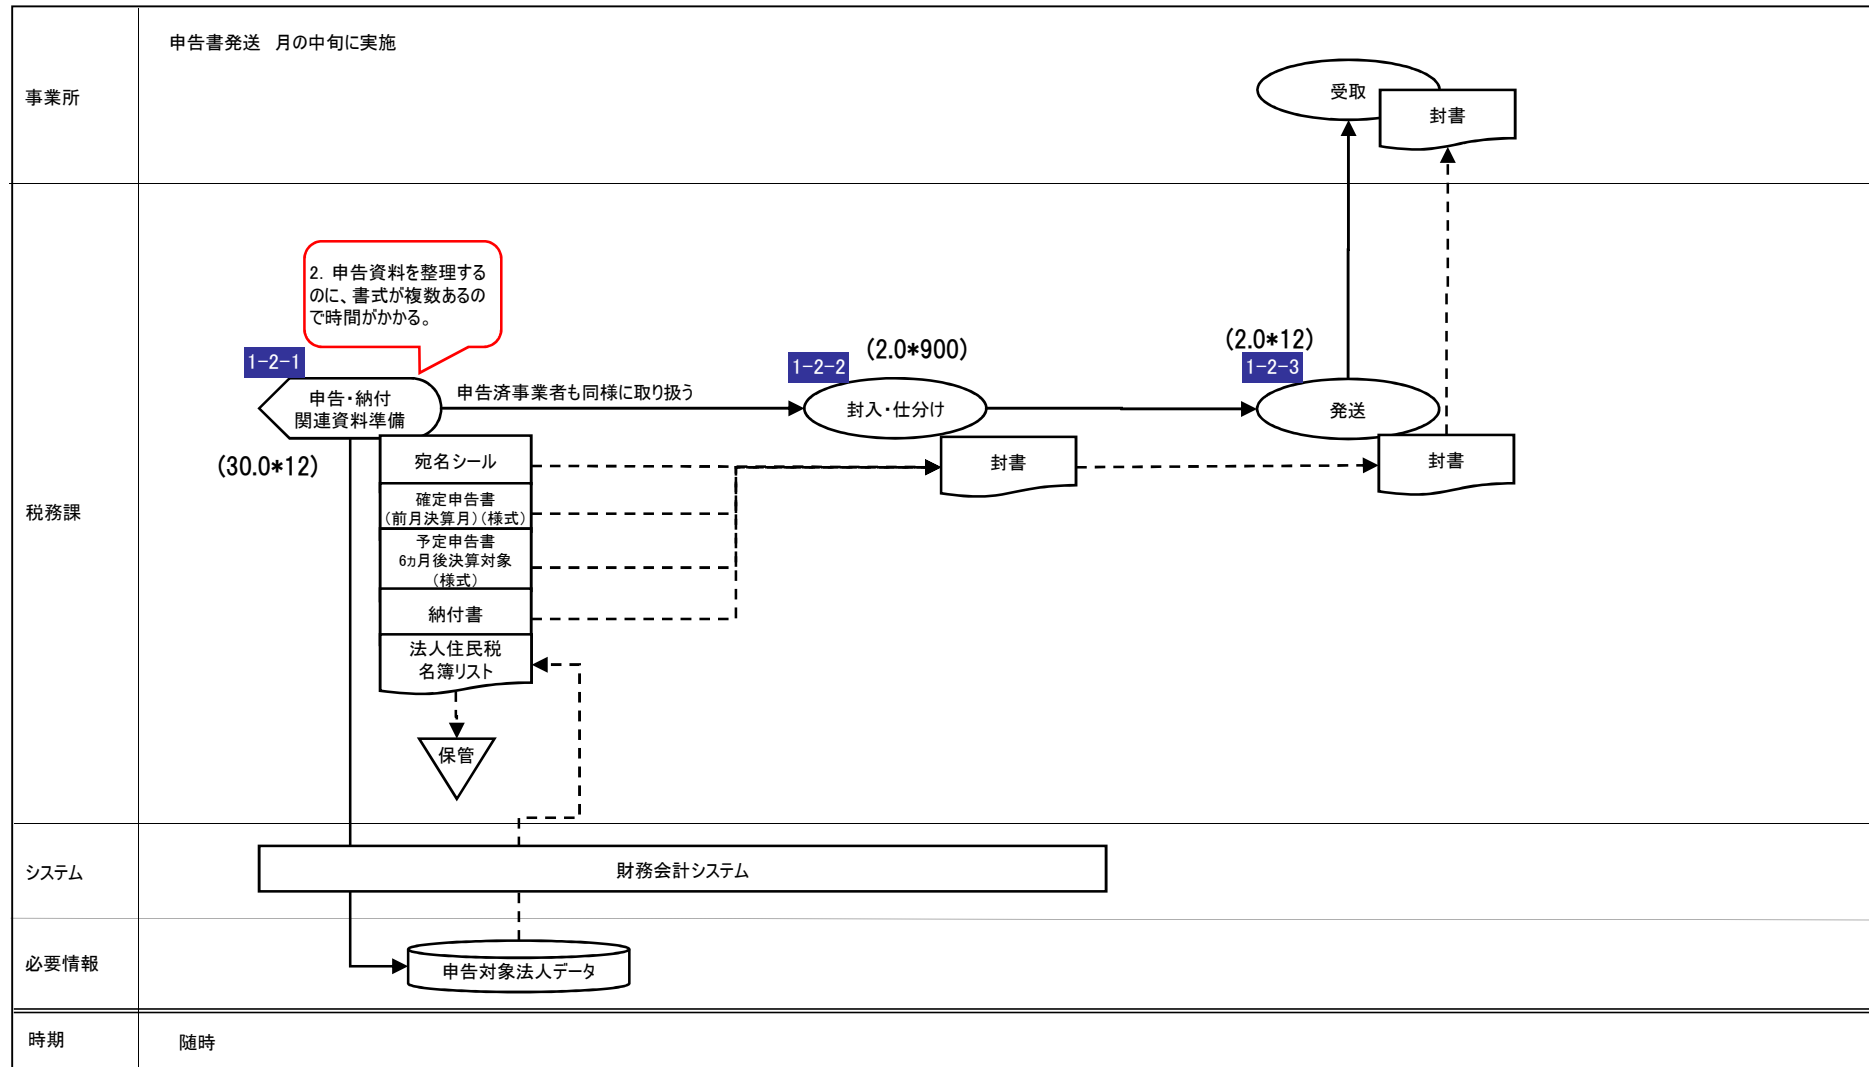 申告書発送 月の中旬に実施
事業所
受取
封書
2. 申告資料を整理する
のに、書式が複数あるの
で時間がかかる。
1-2-1
申告・納付
関連資料準備
(30.0*12)
申告済事業者も同様に取り扱う
1-2-2
(2.0*900)
封入・仕分け
(2.0*12)
1-2-3
発送
税務課
宛名シール
確定申告書
(前月決算月)(様式)
予定申告書
6ヵ月後決算対象
(様式)
納付書
法人住民税
名簿リスト
封書
封書
保管
システム
財務会計システム
必要情報
申告対象法人データ
時期
随時